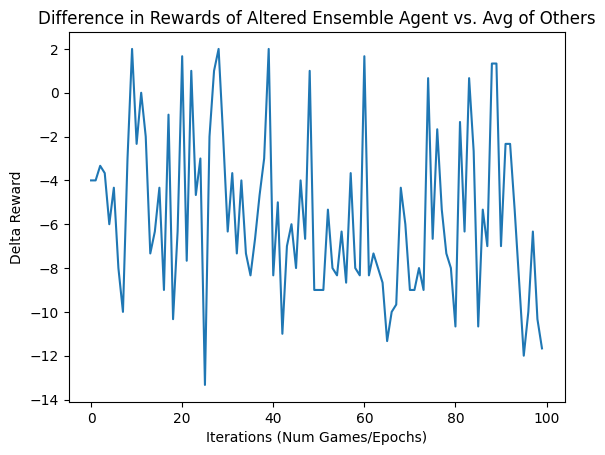 Difference in Rewards of Altered Ensemble Agent vs. Avg of Others
Delta Reward
2
0
−2
−4
−6
−8
−10
−12
−14
0 20 40 60 80 100
Iterations (Num Games/Epochs)